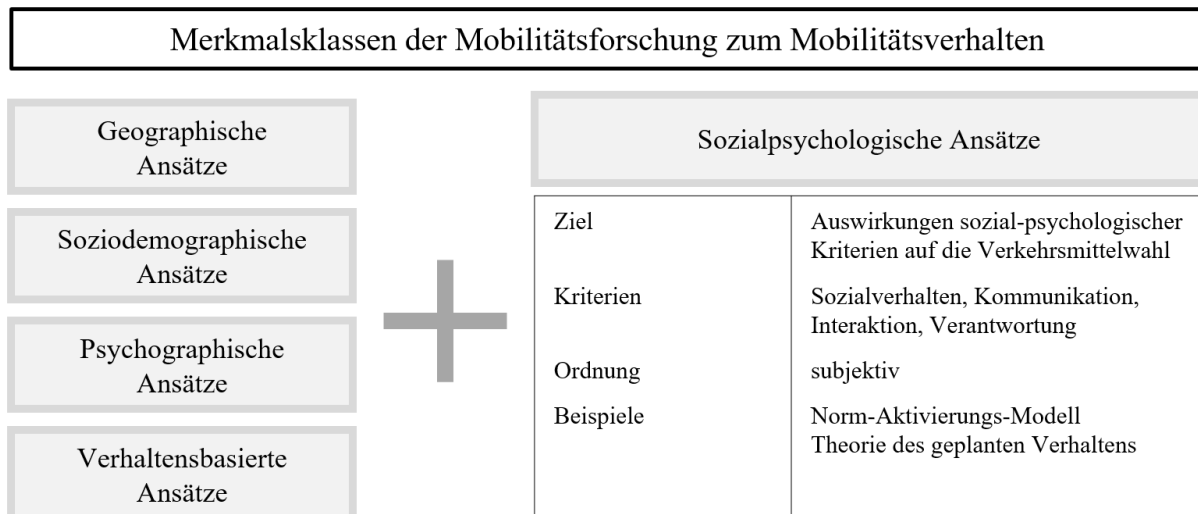 Merkmalsklassen der Mobilitätsforschung zum Mobilitätsverhalten
Geographische
Ansätze
Soziodemographische
Ansätze
Psychographische
Ansätze
Verhaltensbasierte
Ansätze
Sozialpsychologische Ansätze
Ziel
Auswirkungen sozial-psychologischer
Kriterien auf die Verkehrsmittelwahl
Kriterien
Sozialverhalten, Kommunikation,
Interaktion, Verantwortung
Ordnung
subjektiv
Beispiele
Norm-Aktivierungs-Modell
Theorie des geplanten Verhaltens